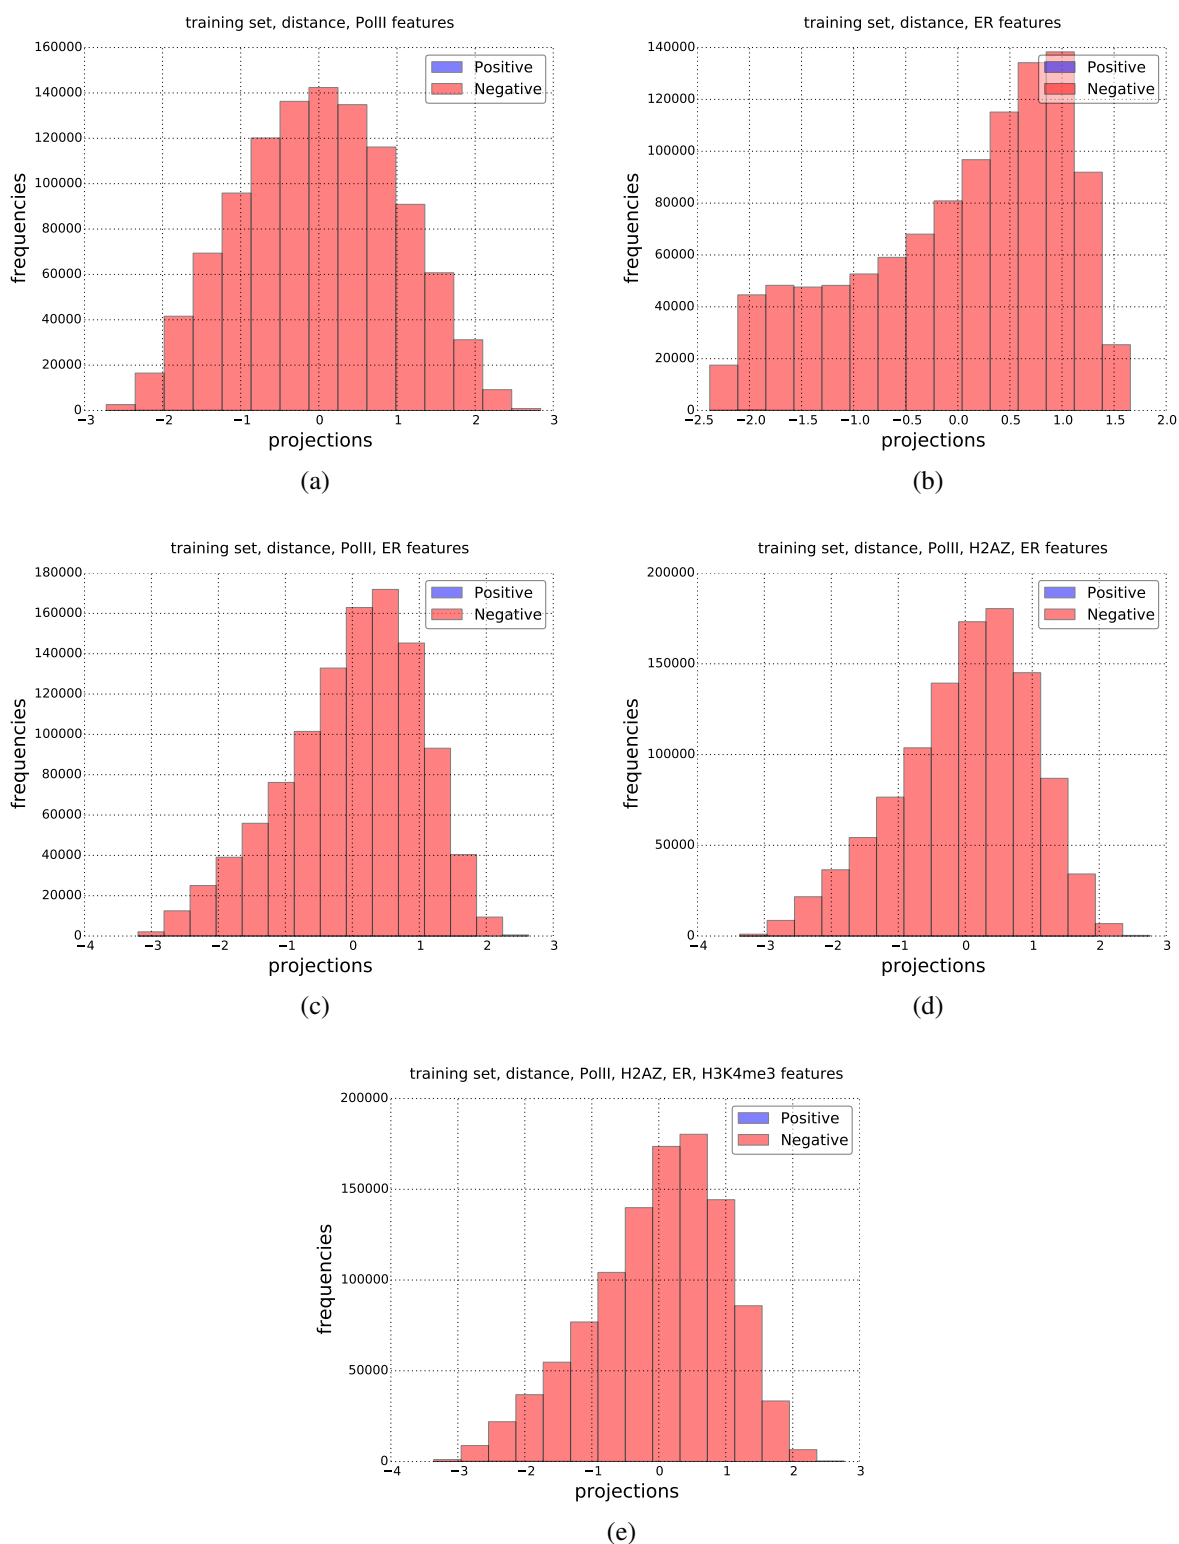 training set, distance, PolII features
160000
140000
120000
100000
80000
60000
40000
20000
0
−3 −2 −1 0 1 2 3
frequencies
projections
Positive
Negative
(a)
training set, distance, ER features
140000
120000
100000
80000
60000
40000
20000
0
−2.5 −2.0 −1.5 −1.0 −0.5 0.0 0.5 1.0 1.5 2.0
frequencies
projections
Positive
Negative
(b)
training set, distance, PolII, ER features
180000
160000
140000
120000
100000
80000
60000
40000
20000
0
−4 −3 −2 −1 0 1 2 3
frequencies
projections
Positive
Negative
(c)
training set, distance, PolII, H2AZ, ER features
200000
150000
100000
50000
0
−4 −3 −2 −1 0 1 2 3
frequencies
projections
Positive
Negative
(d)
training set, distance, PolII, H2AZ, ER, H3K4me3 features
200000
150000
100000
50000
0
−4 −3 −2 −1 0 1 2 3
frequencies
projections
Positive
Negative
(e)